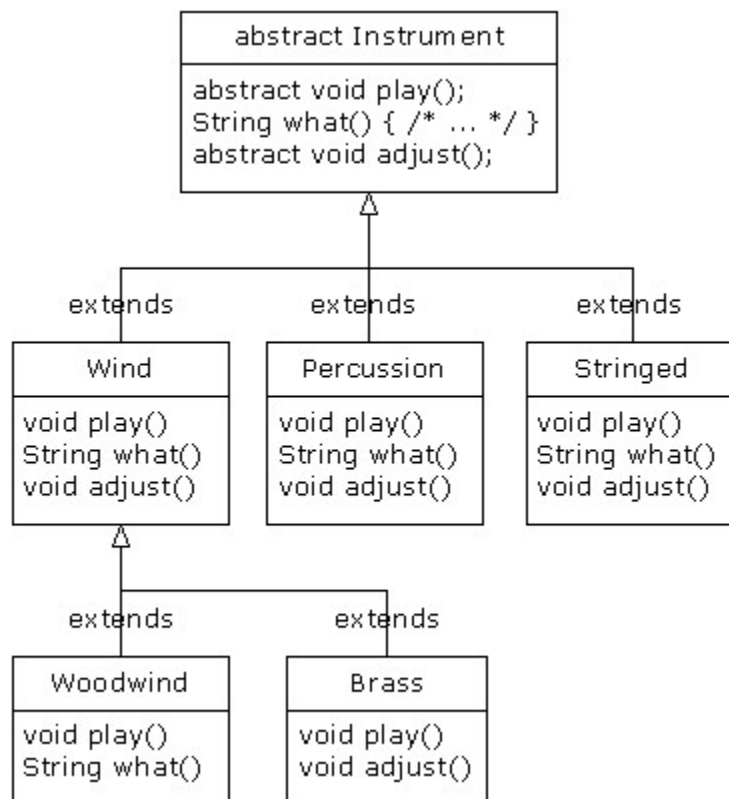 abstract Instrument
abstract void play();
String what() { /* ... */ }
abstract void adjust();
extends
extends
extends
Wind
void play()
String what()
void adjust()
Percussion
void play()
String what()
void adjust()
Stringed
void play()
String what()
void adjust()
extends
extends
Woodwind
void play()
String what()
Brass
void play()
void adjust()